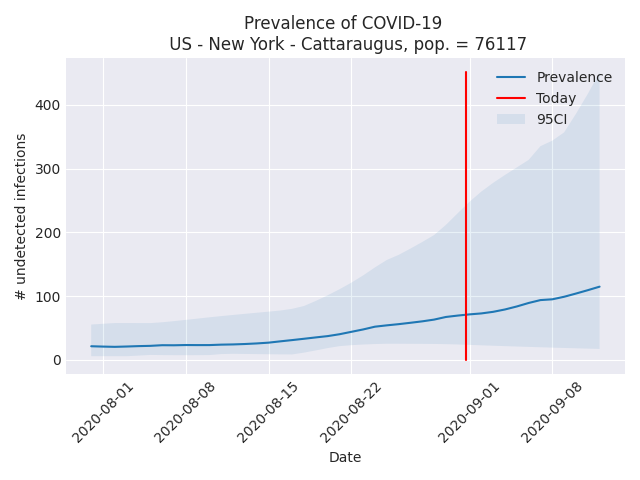 Prevalence of COVID-19
US - New York - Cattaraugus, pop. = 76117
Prevalence
Today
95CI
# undetected infections
400
300
200
100
0
2020-08-01
2020-08-08
2020-08-15
2020-08-22
2020-09-01
2020-09-08
Date